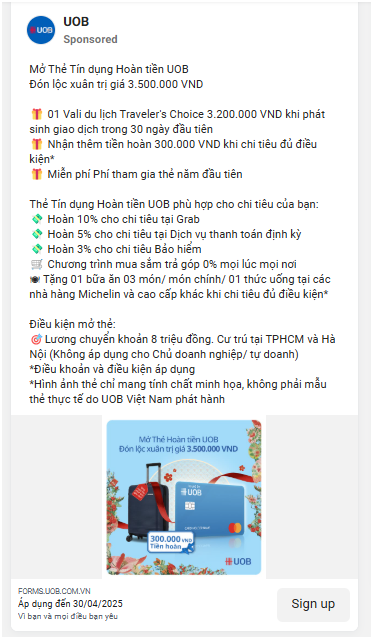 UOB
UOB
Sponsored
Mở Thẻ Tín dụng Hoàn tiền UOB
Đón lộc xuân trị giá 3.500.000 VND
🎁 01 Vali du lịch Traveler's Choice 3.200.000 VND khi phát
sinh giao dịch trong 30 ngày đầu tiên
🎁 Nhận thêm tiền hoàn 300.000 VND khi chi tiêu đủ điều
kiện*
🎁 Miễn phí Phí tham gia thẻ năm đầu tiên
Thẻ Tín dụng Hoàn tiền UOB phù hợp cho chi tiêu của bạn:
💸 Hoàn 10% cho chi tiêu tại Grab
💸 Hoàn 5% cho chi tiêu tại Dịch vụ thanh toán định kỳ
💸 Hoàn 3% cho chi tiêu Bảo hiểm
🛒 Chương trình mua sắm trả góp 0% mọi lúc mọi nơi
🍽 Tặng 01 bữa ăn 03 món/ món chính/ 01 thức uống tại các
nhà hàng Michelin và cao cấp khác khi chi tiêu đủ điều kiện*
Điều kiện mở thẻ:
🎯 Lương chuyển khoản 8 triệu đồng. Cư trú tại TPHCM và Hà
Nội (Không áp dụng cho Chủ doanh nghiệp/ tự doanh)
*Điều khoản và điều kiện áp dụng
*Hình ảnh thẻ chỉ mang tính chất minh họa, không phải mẫu
thẻ thực tế do UOB Việt Nam phát hành
Mở Thẻ Hoàn tiền UOB
Đón lộc xuân trị giá 3.500.000 VND
UOB
300.000 VND
Tiền hoàn
UOB
FORMS.UOB.COM.VN
Áp dụng đến 30/04/2025
Vì bạn và mọi điều bạn yêu
Sign up